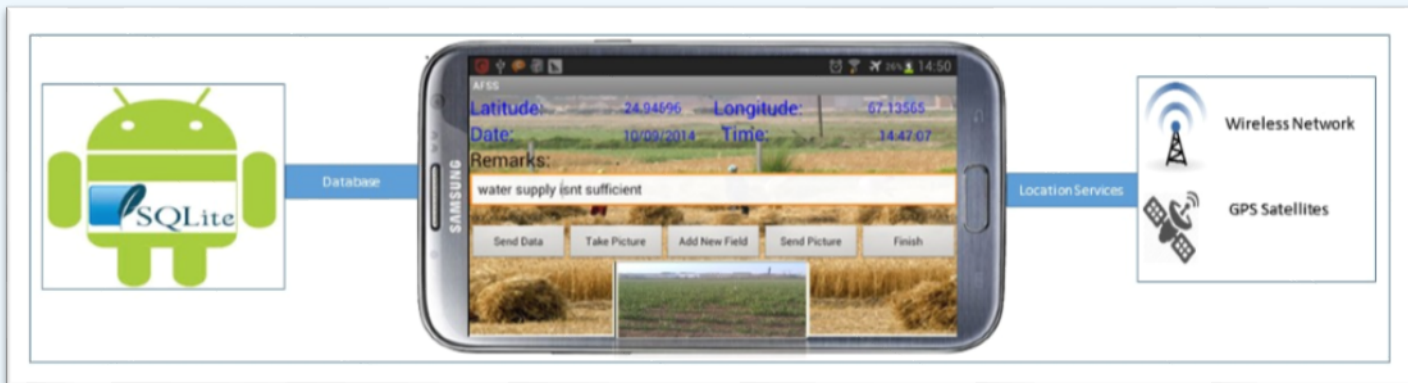 SQLite
Database
SAMSUNG
26% 14:50
AFSS
Latitude: 24.94596 Longitude: 67.13565
Date: 10/09/2014 Time: 14:47:07
Remarks:
water supply isnt sufficient
Send Data Take Picture Add New Field Send Picture Finish
Location Services
Wireless Network
GPS Satellites